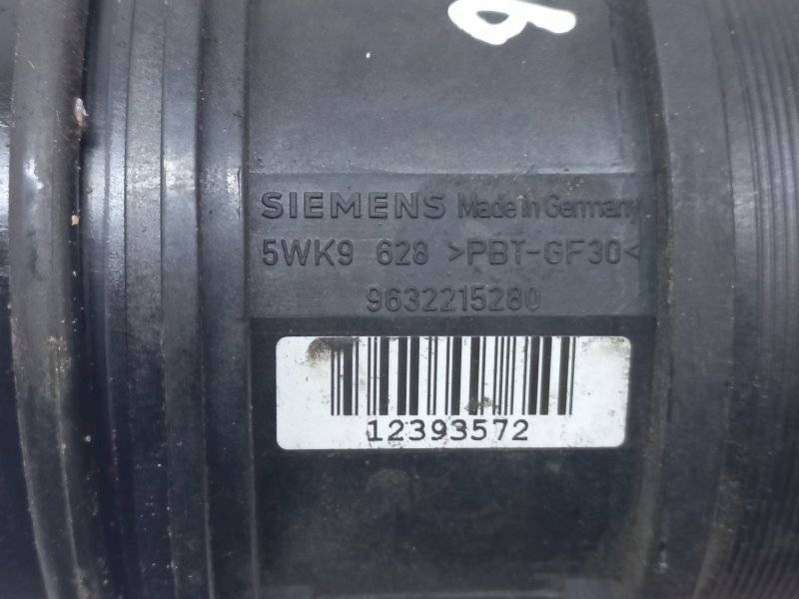 SIEMENS Made in Germany
5WK9 628 >PBT-GF30<
9632215280
12393572